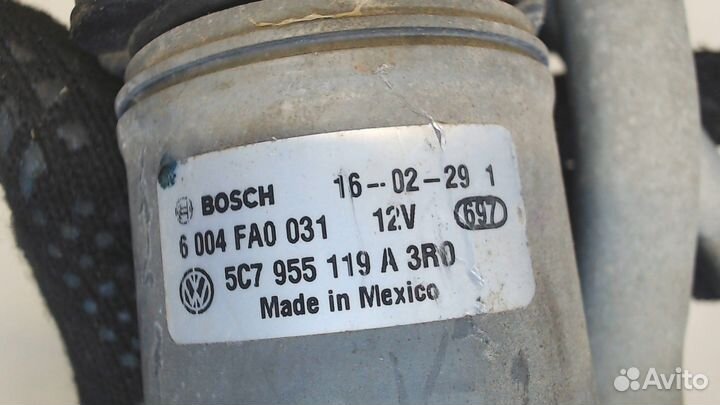 BOSCH 16-02-29 1
6 004 FA0 031 12V 697
5C7 955 119 A 3R0
Made in Mexico
Avito